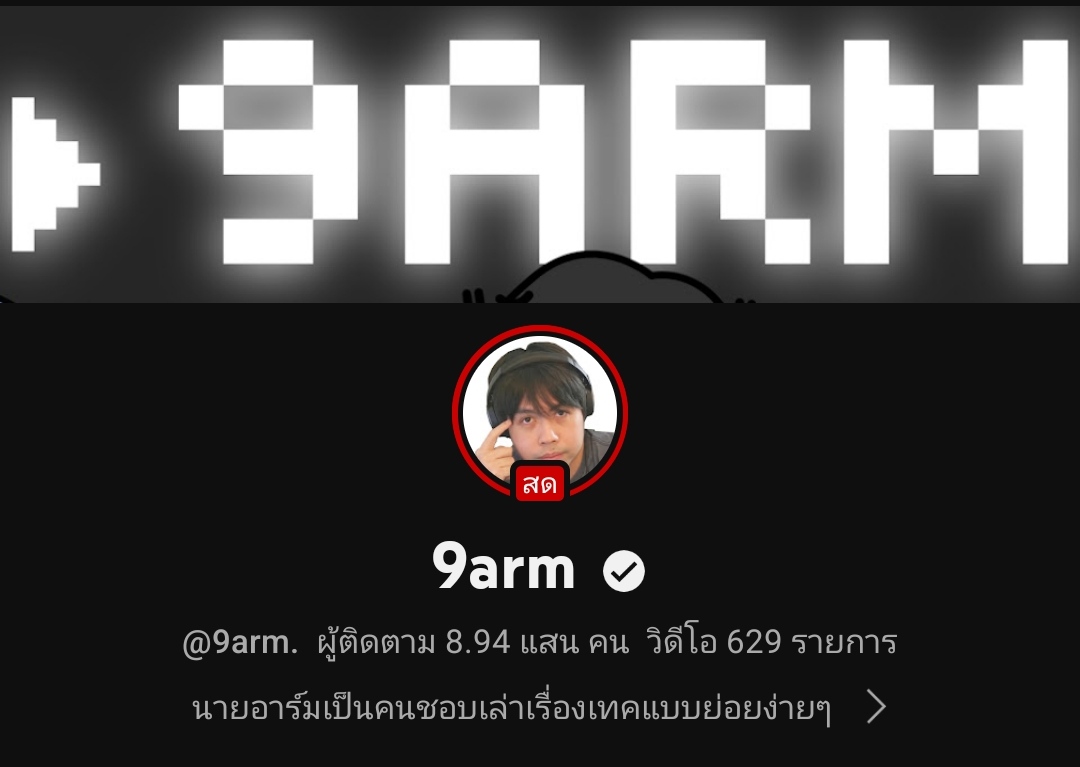 9ARM
สด
9arm
@9arm. ผู้ติดตาม 8.94 แสน คน วิดีโอ 629 รายการ
นายอาร์มเป็นคนชอบเล่าเรื่องเทคแบบย่อยง่ายๆ